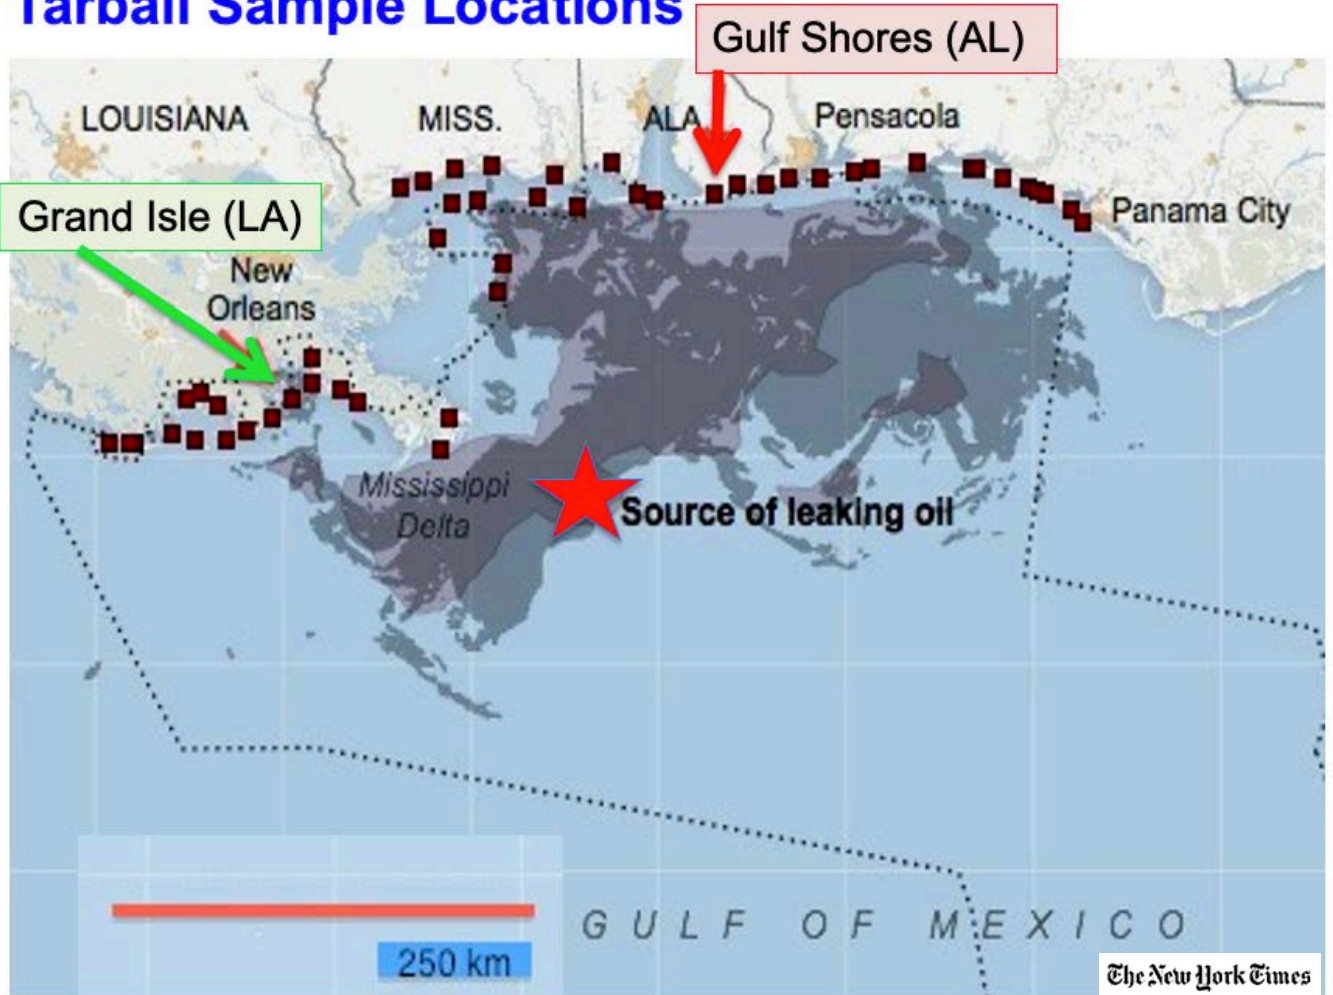 Tarball Sample Locations
Gulf Shores (AL)
LOUISIANA
MISS.
ALA
Pensacola
Grand Isle (LA)
Panama City
New
Orleans
Mississippi
Delta
Source of leaking oil
GULF OF MEXICO
250 km
The New York Times